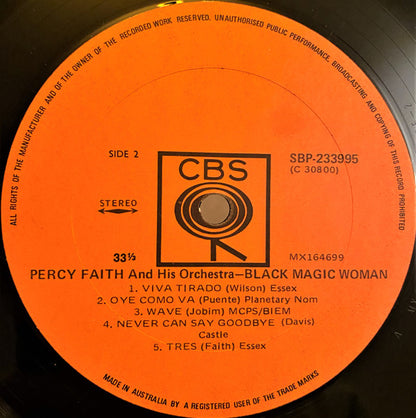 ALL RIGHTS OF THE MANUFACTURER AND OF THE OWNER OF THE RECORDED WORK RESERVED. UNAUTHORISED PUBLIC PERFORMANCE, BROADCASTING AND COPYING OF THIS RECORD PROHIBITED
SIDE 2
CBS
SBP-233995
(C 30800)
STEREO
33⅓
MX164699
PERCY FAITH And His Orchestra—BLACK MAGIC WOMAN
1. VIVA TIRADO (Wilson) Essex
2. OYE COMO VA (Puente) Planetary Nom
3. WAVE (Jobim) MCPS/BIEM
4. NEVER CAN SAY GOODBYE (Davis)
Castle
5. TRES (Faith) Essex
MADE IN AUSTRALIA BY A REGISTERED USER OF THE TRADE MARKS